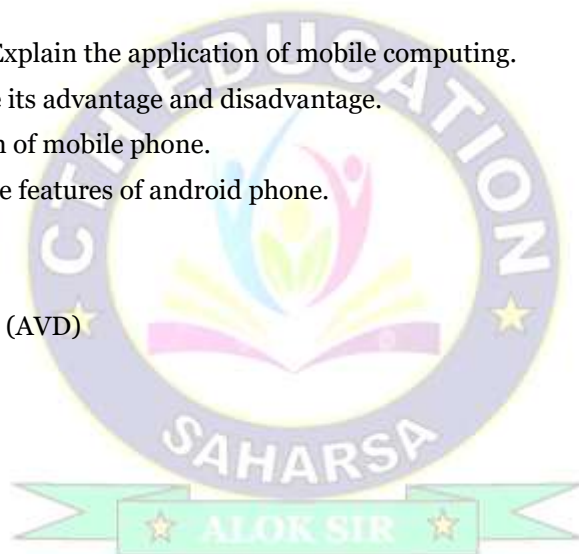 Explain the application of mobile computing.
e its advantage and disadvantage.
n of mobile phone.
e features of android phone.
(AVD)
CTH EDUCATION
SAHARSA
ALOK SIR